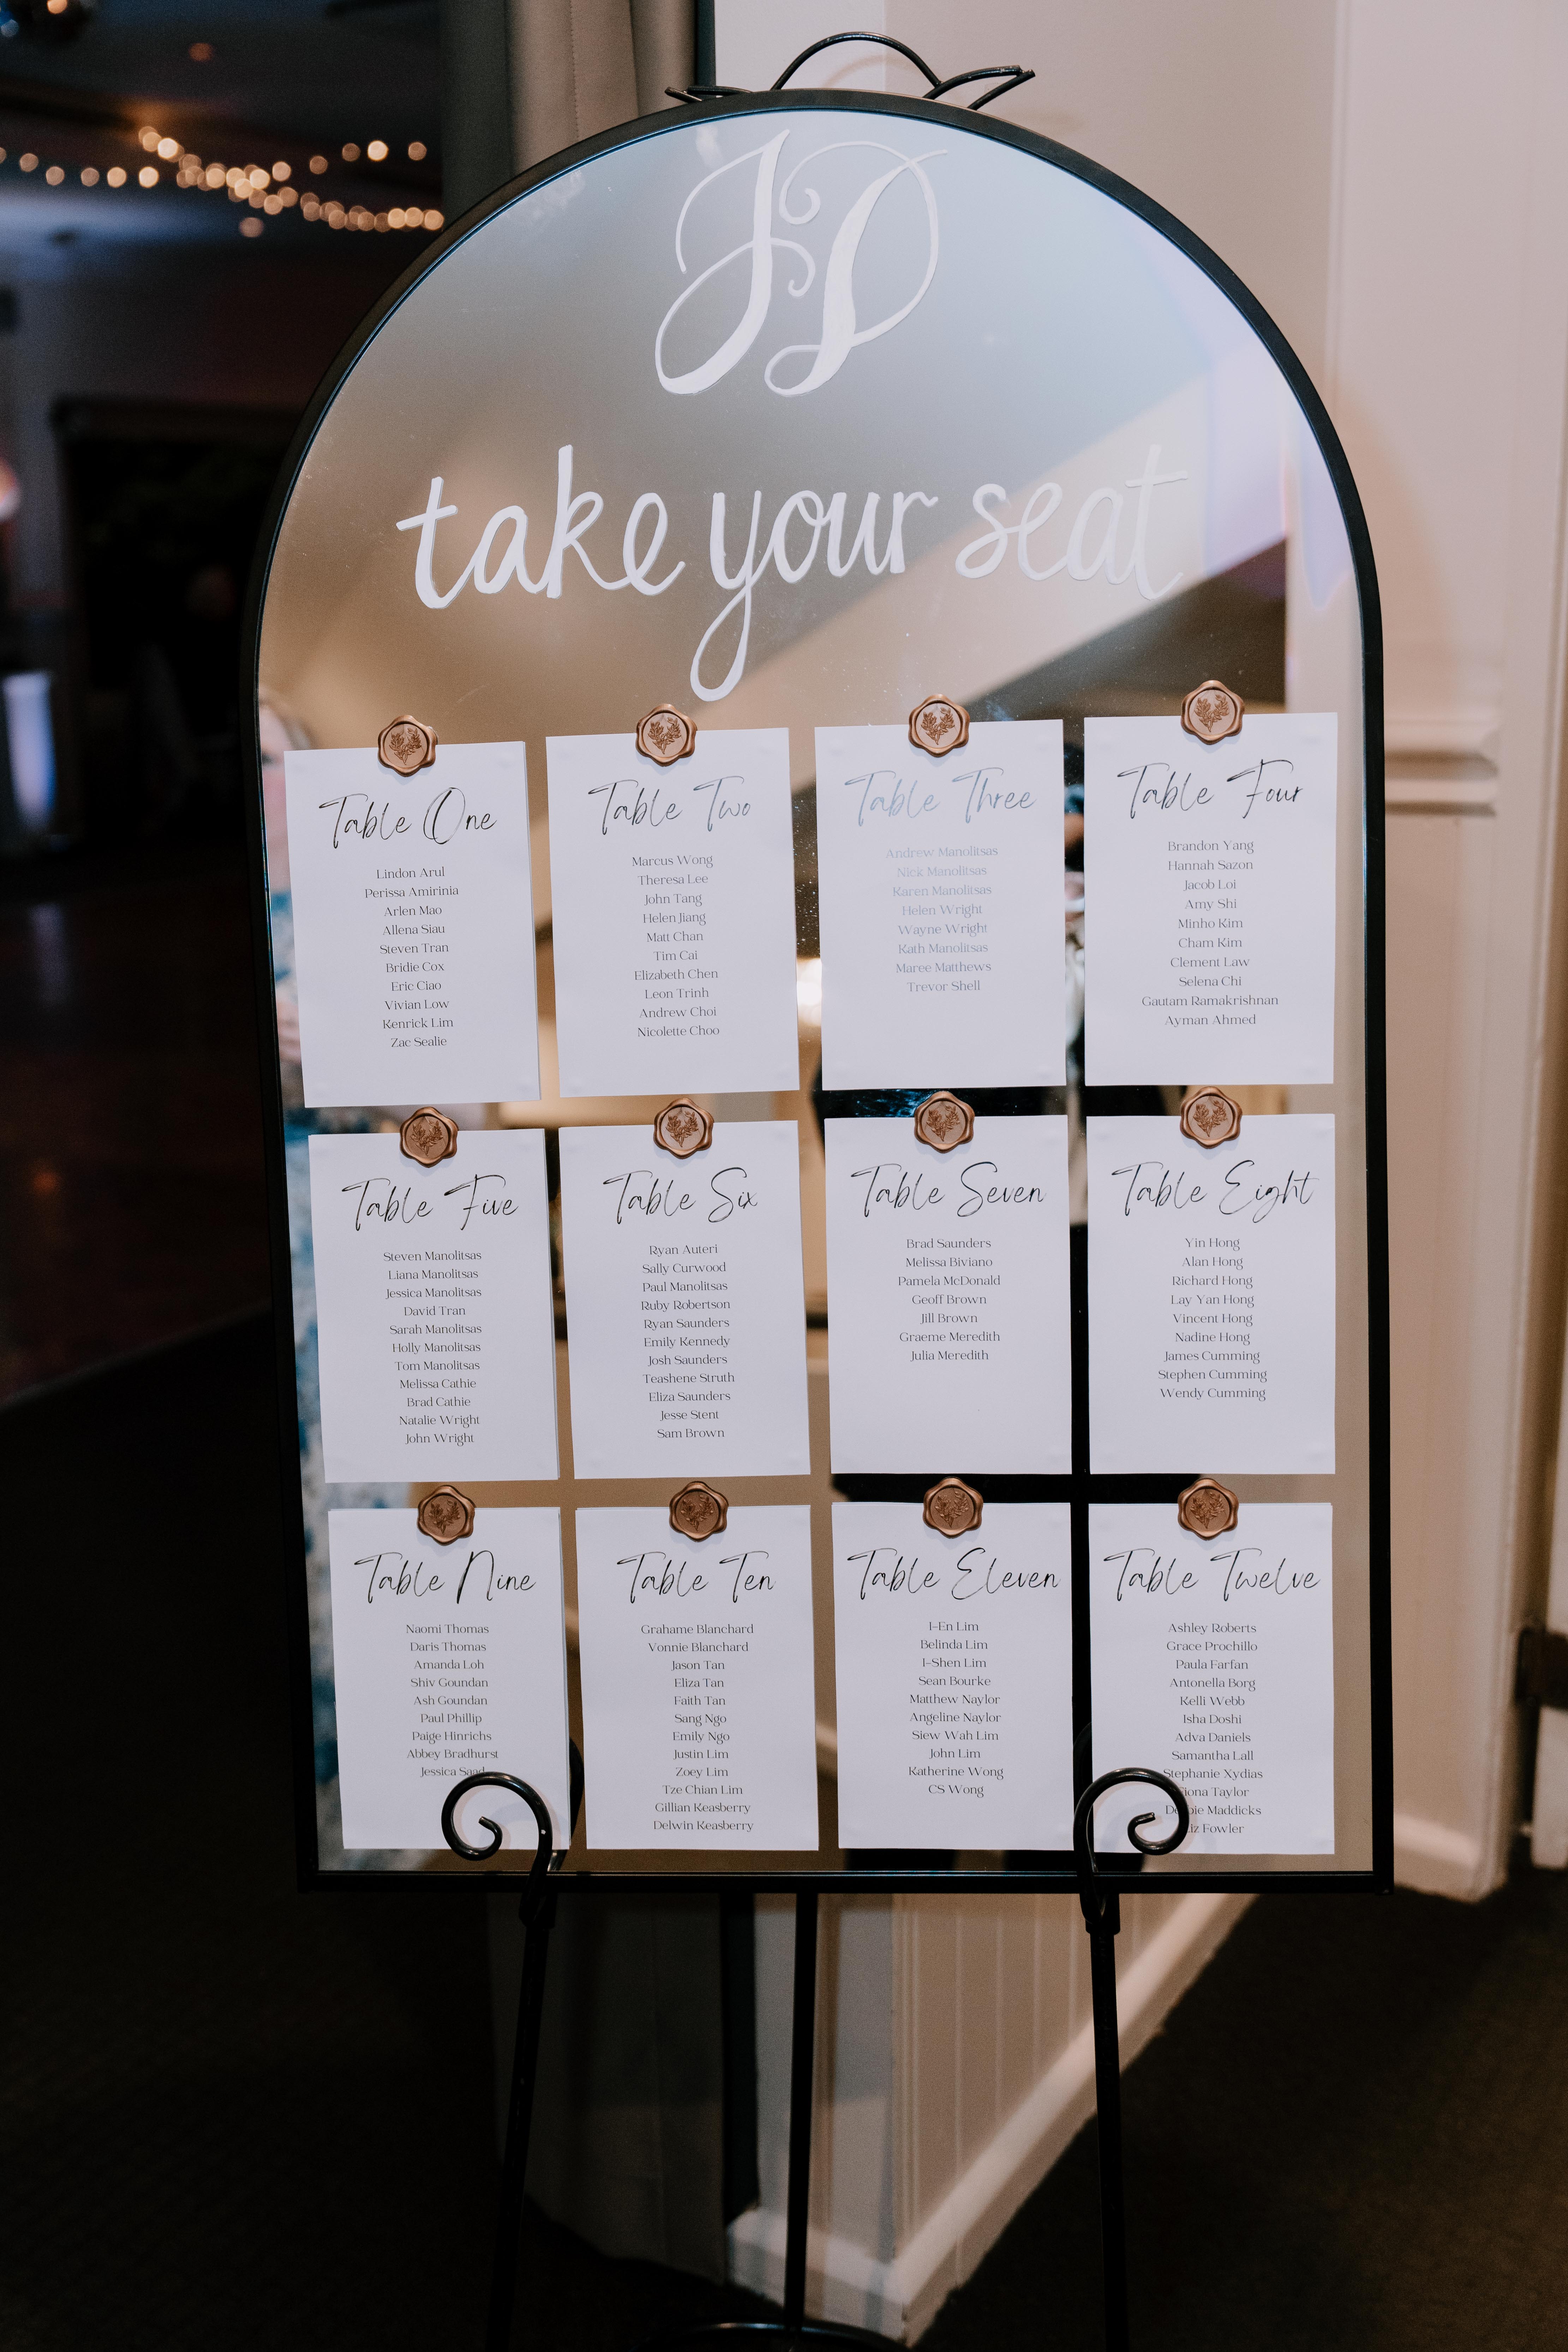 JD
take your seat
Table One
Lindon Arul
Perissa Amirinia
Arlen Mao
Allena Siau
Steven Tran
Bridie Cox
Eric Ciao
Vivian Low
Kenrick Lim
Zac Sealie
Table Two
Marcus Wong
Theresa Lee
John Tang
Helen Jiang
Matt Chan
Tim Cai
Elizabeth Chen
Leon Trinh
Andrew Choi
Nicolette Choo
Table Three
Andrew Manolitsas
Nick Manolitsas
Karen Manolitsas
Helen Wright
Wayne Wright
Kath Manolitsas
Maree Matthews
Trevor Shell
Table Four
Brandon Yang
Hannah Sazon
Jacob Loi
Amy Shi
Minho Kim
Cham Kim
Clement Law
Selena Chi
Gautam Ramakrishnan
Ayman Ahmed
Table Five
Steven Manolitsas
Liana Manolitsas
Jessica Manolitsas
David Tran
Sarah Manolitsas
Holly Manolitsas
Tom Manolitsas
Melissa Cathie
Brad Cathie
Natalie Wright
John Wright
Table Six
Ryan Auteri
Sally Curwood
Paul Manolitsas
Ruby Robertson
Ryan Saunders
Emily Kennedy
Josh Saunders
Teashene Struth
Eliza Saunders
Jesse Stent
Sam Brown
Table Seven
Brad Saunders
Melissa Biviano
Pamela McDonald
Geoff Brown
Jill Brown
Graeme Meredith
Julia Meredith
Table Eight
Yin Hong
Alan Hong
Richard Hong
Lay Yan Hong
Vincent Hong
Nadine Hong
James Cumming
Stephen Cumming
Wendy Cumming
Table Nine
Naomi Thomas
Daris Thomas
Amanda Loh
Shiv Goundan
Ash Goundan
Paul Phillip
Paige Hinrichs
Abbey Bradhurst
Jessica Saad
Table Ten
Grahame Blanchard
Vonnie Blanchard
Jason Tan
Eliza Tan
Faith Tan
Sang Ngo
Emily Ngo
Justin Lim
Zoey Lim
Tze Chian Lim
Gillian Keasberry
Delwin Keasberry
Table Eleven
I-En Lim
Belinda Lim
I-Shen Lim
Sean Bourke
Matthew Naylor
Angeline Naylor
Siew Wah Lim
John Lim
Katherine Wong
CS Wong
Table Twelve
Ashley Roberts
Grace Prochillo
Paula Farfan
Antonella Borg
Kelli Webb
Isha Doshi
Adva Daniels
Samantha Lall
Stephanie Xydias
Taylor
Maddicks
Fowler